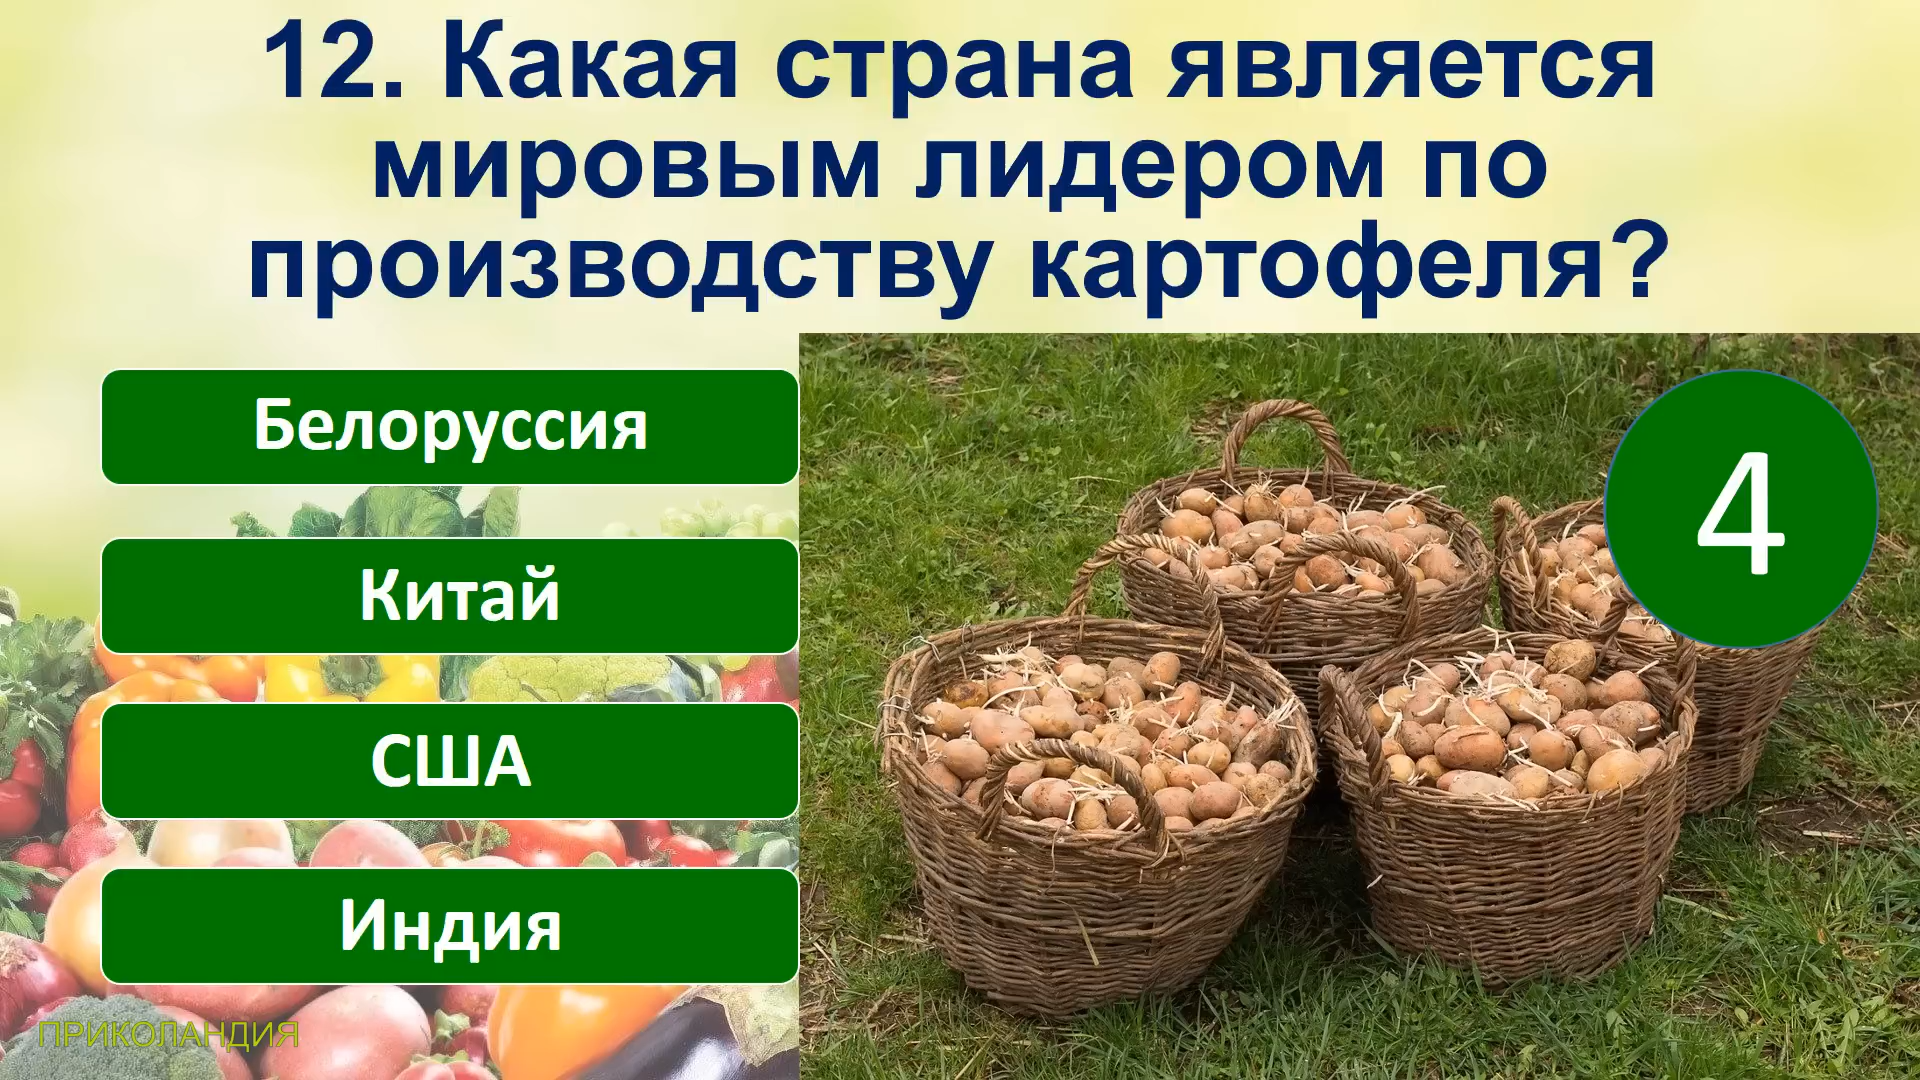 12. Какая страна является
мировым лидером по
производству картофеля?
Белоруссия
4
Китай
США
Индия
ПРИКОЛАНДИЯ